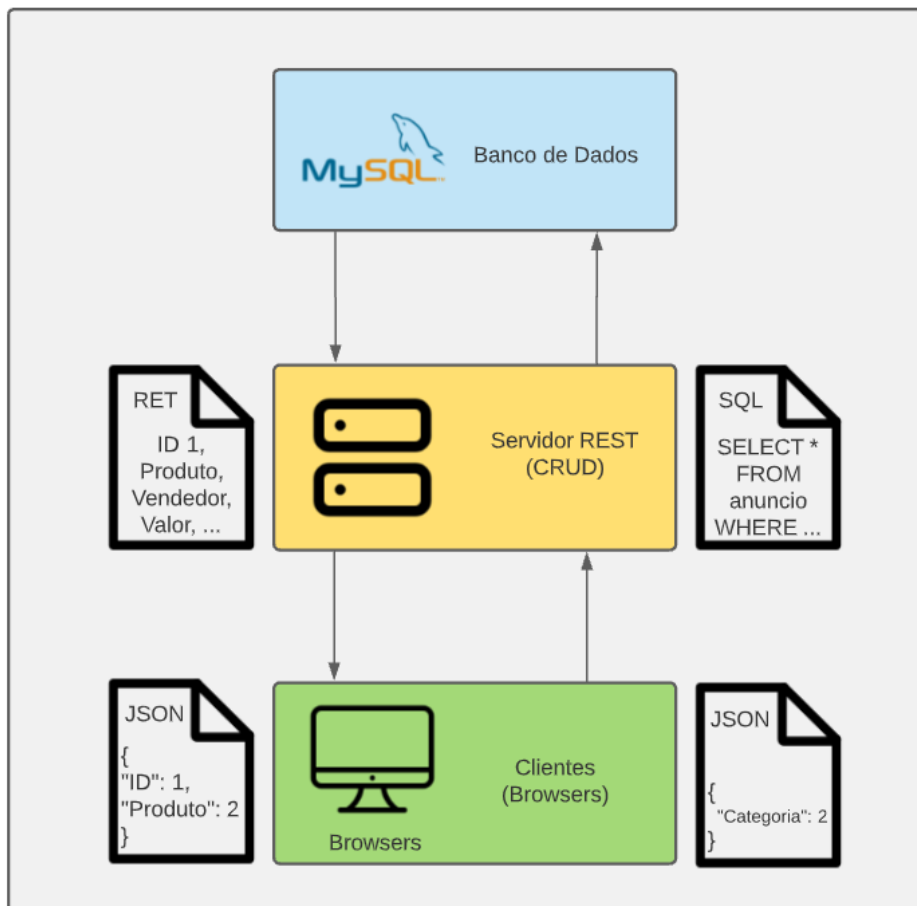 MySQL
Banco de Dados
RET
ID 1,
Produto,
Vendedor,
Valor, ...
Servidor REST
(CRUD)
SQL
SELECT *
FROM
anuncio
WHERE ...
JSON
{
"ID": 1,
"Produto": 2
}
Browsers
Clientes
(Browsers)
JSON
{
"Categoria": 2
}